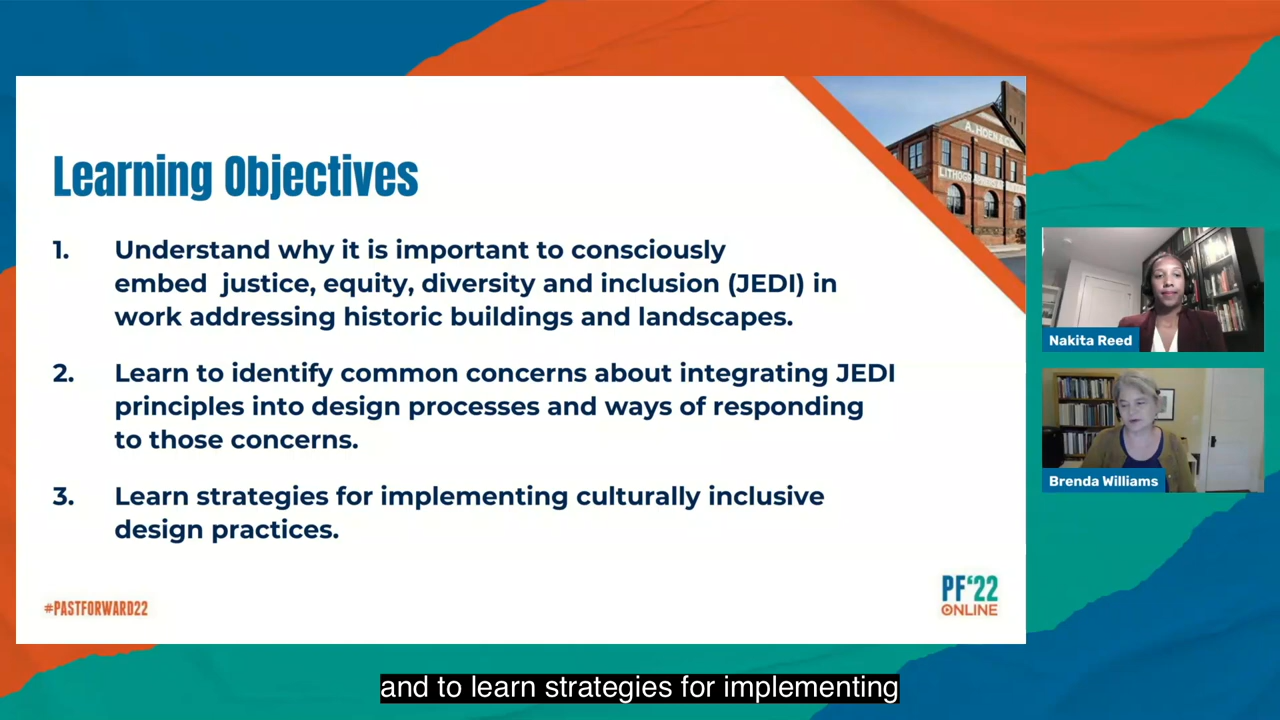 Learning Objectives
1. Understand why it is important to consciously
embed justice, equity, diversity and inclusion (JEDI) in
work addressing historic buildings and landscapes.
2. Learn to identify common concerns about integrating JEDI
principles into design processes and ways of responding
to those concerns.
3. Learn strategies for implementing culturally inclusive
design practices.
#PASTFORWARD22
PF'22
ONLINE
A. HOEN & CO.
Nakita Reed
Brenda Williams
and to learn strategies for implementing